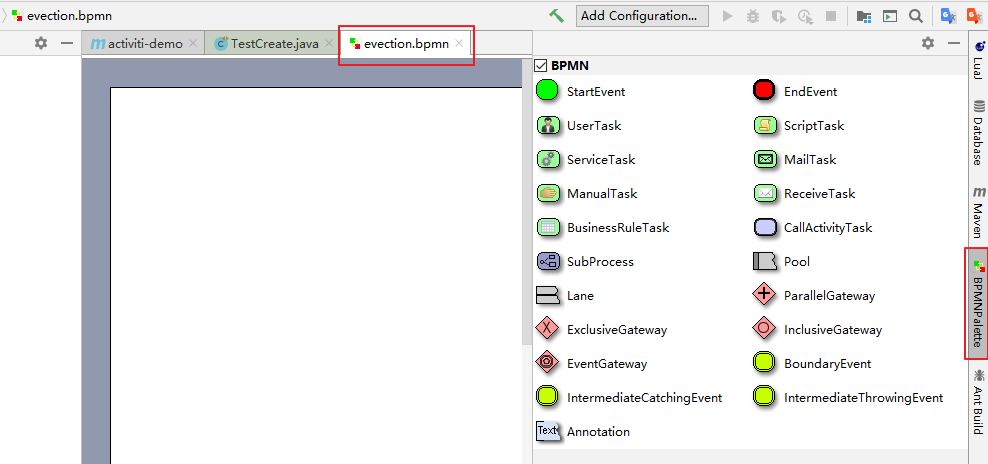 evection.bpmn
Add Configuration...
activiti-demo
TestCreate.java
evection.bpmn
BPMN
StartEvent
EndEvent
UserTask
ScriptTask
ServiceTask
MailTask
ManualTask
ReceiveTask
BusinessRuleTask
CallActivityTask
SubProcess
Pool
Lane
ParallelGateway
ExclusiveGateway
InclusiveGateway
EventGateway
BoundaryEvent
IntermediateCatchingEvent
IntermediateThrowingEvent
Text
Annotation
LuaJ
Database
Maven
BPMNPalette
Ant Build